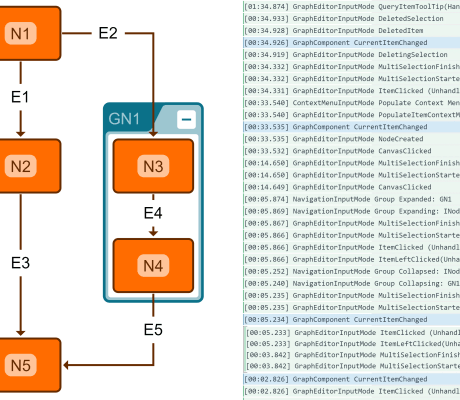 N1
E2
E1
GN1
N2
N3
E4
E3
N4
E5
N5
[01:34.874] GraphEditorInputMode QueryItemToolTip(Han
[00:34.933] GraphEditorInputMode DeletedSelection
[00:34.928] GraphEditorInputMode DeletedItem
[00:34.926] GraphComponent CurrentItemChanged
[00:34.919] GraphEditorInputMode DeletingSelection
[00:34.332] GraphEditorInputMode MultiSelectionFinish
[00:34.332] GraphEditorInputMode MultiSelectionStarte
[00:34.331] GraphEditorInputMode ItemClicked (Unhandl
[00:33.540] ContextMenuInputMode Populate Context Men
[00:33.540] GraphEditorInputMode PopulateItemContextM
[00:33.535] GraphComponent CurrentItemChanged
[00:33.535] GraphEditorInputMode NodeCreated
[00:33.532] GraphEditorInputMode CanvasClicked
[00:14.650] GraphEditorInputMode MultiSelectionFinish
[00:14.650] GraphEditorInputMode MultiSelectionStarte
[00:14.649] GraphEditorInputMode CanvasClicked
[00:05.874] NavigationInputMode Group Expanded: GN1
[00:05.869] NavigationInputMode Group Expanding: INod
[00:05.867] GraphEditorInputMode MultiSelectionFinish
[00:05.866] GraphEditorInputMode MultiSelectionStarte
[00:05.866] GraphEditorInputMode ItemClicked (Unhandl
[00:05.866] GraphEditorInputMode ItemLeftClicked(Unha
[00:05.252] NavigationInputMode Group Collapsed: INod
[00:05.240] NavigationInputMode Group Collapsing: GN1
[00:05.235] GraphEditorInputMode MultiSelectionFinish
[00:05.235] GraphEditorInputMode MultiSelectionStarte
[00:05.234] GraphComponent CurrentItemChanged
[00:05.233] GraphEditorInputMode ItemClicked (Unhandl
[00:05.233] GraphEditorInputMode ItemLeftClicked(Unha
[00:03.842] GraphEditorInputMode MultiSelectionFinish
[00:03.842] GraphEditorInputMode MultiSelectionStarte
[00:02.826] GraphComponent CurrentItemChanged
[00:02.826] GraphEditorInputMode ItemClicked (Unhandl